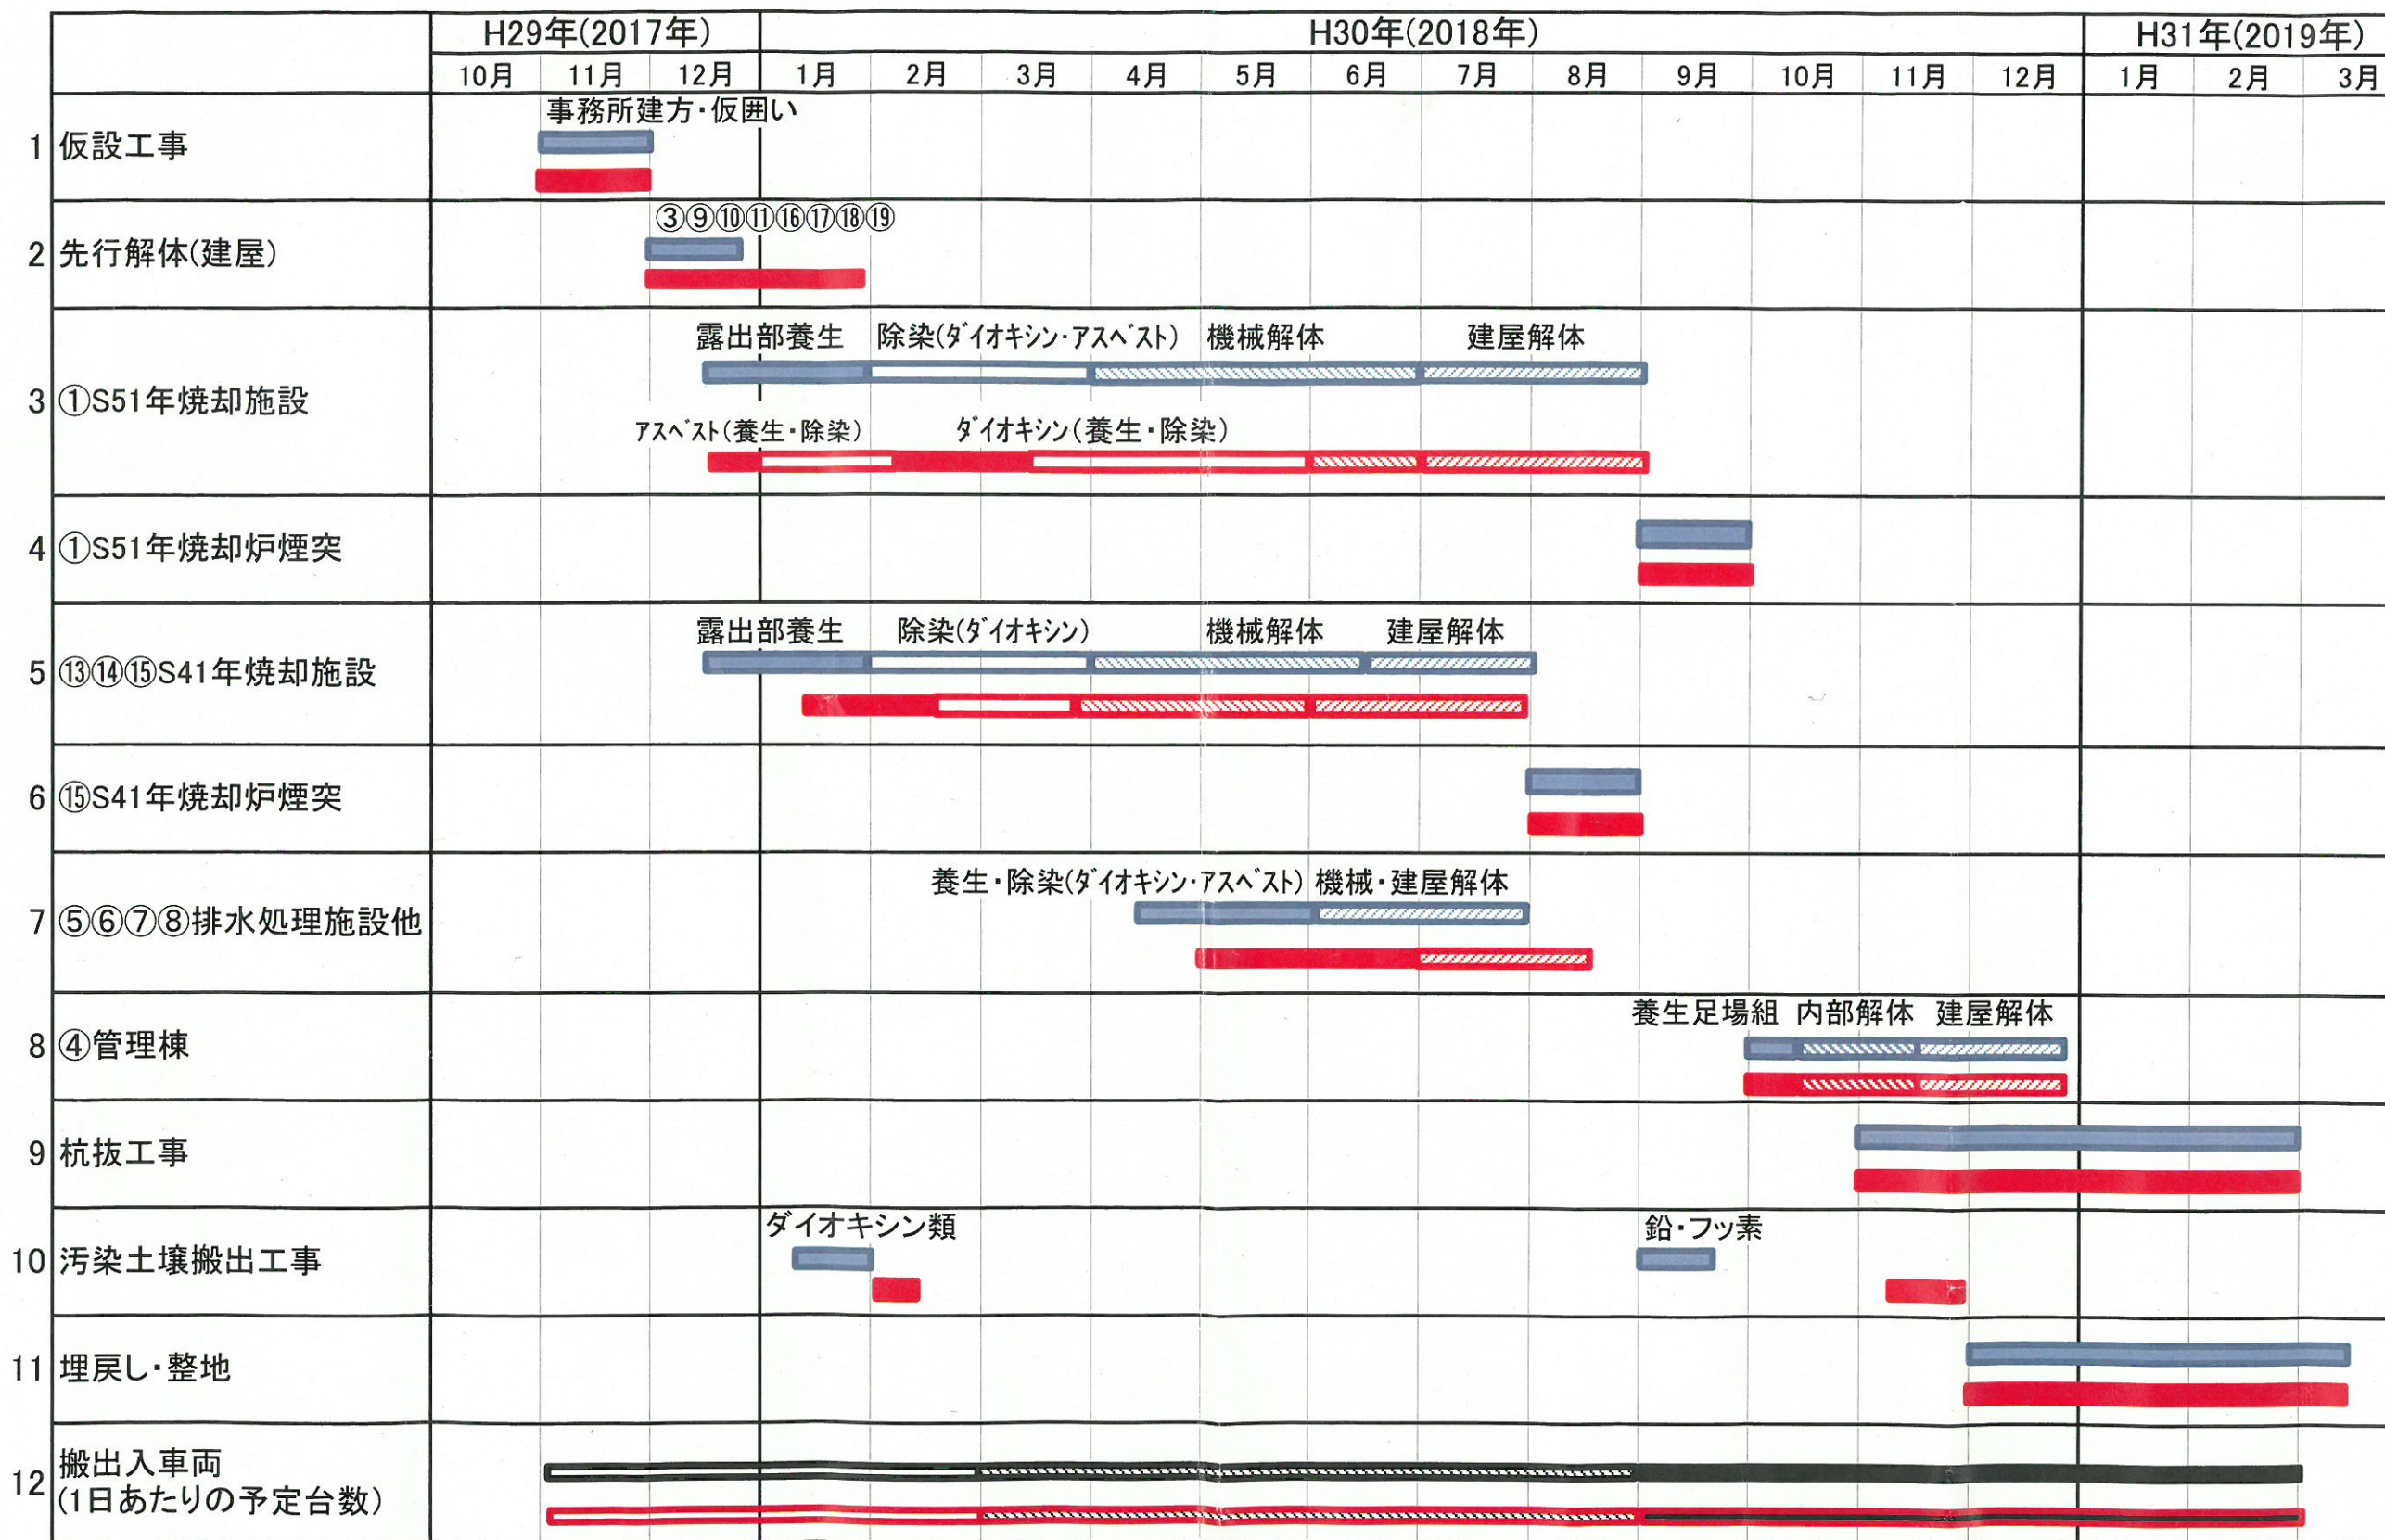 H29年(2017年) H30年(2018年) H31年(2019年)
10月 11月 12月 1月 2月 3月 4月 5月 6月 7月 8月 9月 10月 11月 12月 1月 2月 3月
事務所建方・仮囲い
1 仮設工事
③⑨⑩⑪⑯⑰⑱⑲
2 先行解体(建屋)
露出部養生 除染(ダイオキシン・アスベスト) 機械解体 建屋解体
3 ①S51年焼却施設
アスベスト(養生・除染) ダイオキシン(養生・除染)
4 ①S51年焼却炉煙突
露出部養生 除染(ダイオキシン) 機械解体 建屋解体
5 ⑬⑭⑮S41年焼却施設
6 ⑮S41年焼却炉煙突
養生・除染(ダイオキシン・アスベスト) 機械・建屋解体
7 ⑤⑥⑦⑧排水処理施設他
養生足場組 内部解体 建屋解体
8 ④管理棟
9 杭抜工事
ダイオキシン類 鉛・フッ素
10 汚染土壌搬出工事
11 埋戻し・整地
12 搬出入車両
(1日あたりの予定台数)